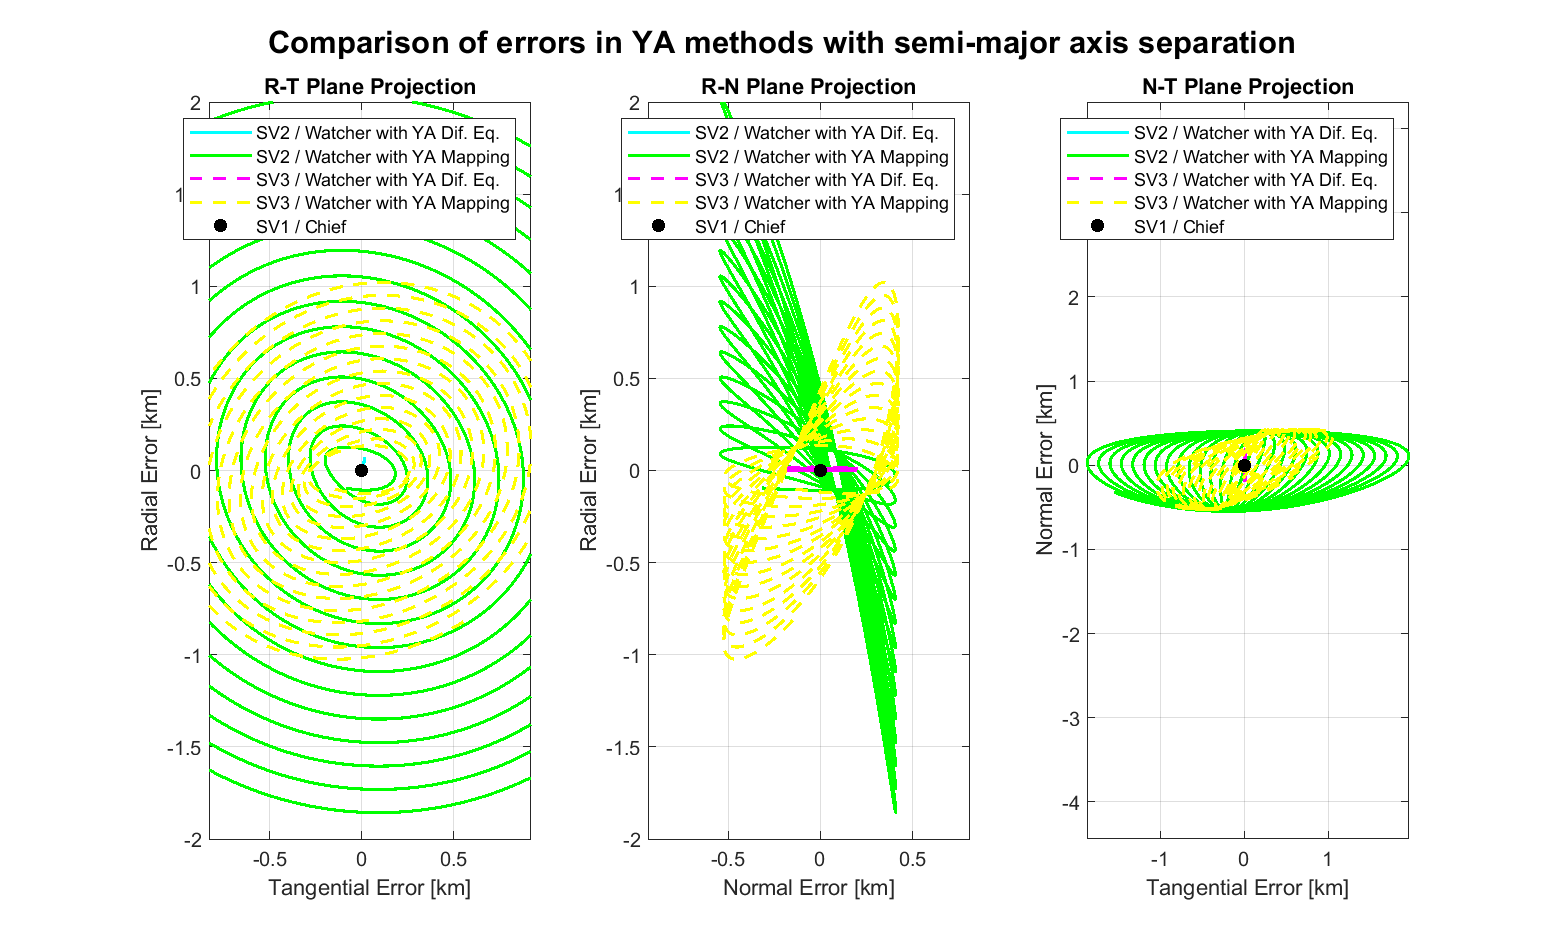 Comparison of errors in YA methods with semi-major axis separation
R-T Plane Projection
SV2 / Watcher with YA Dif. Eq.
SV2 / Watcher with YA Mapping
SV3 / Watcher with YA Dif. Eq.
SV3 / Watcher with YA Mapping
SV1 / Chief
2
1
1
0.5
0
-0.5
-1
-1.5
-2
Radial Error [km]
-0.5
0
0.5
Tangential Error [km]
R-N Plane Projection
SV2 / Watcher with YA Dif. Eq.
SV2 / Watcher with YA Mapping
SV3 / Watcher with YA Dif. Eq.
SV3 / Watcher with YA Mapping
SV1 / Chief
2
1
1
0.5
0
-0.5
-1
-1.5
-2
Radial Error [km]
-0.5
0
0.5
Normal Error [km]
N-T Plane Projection
SV2 / Watcher with YA Dif. Eq.
SV2 / Watcher with YA Mapping
SV3 / Watcher with YA Dif. Eq.
SV3 / Watcher with YA Mapping
SV1 / Chief
2
1
0
-1
-2
-3
-4
Normal Error [km]
-1
0
1
Tangential Error [km]